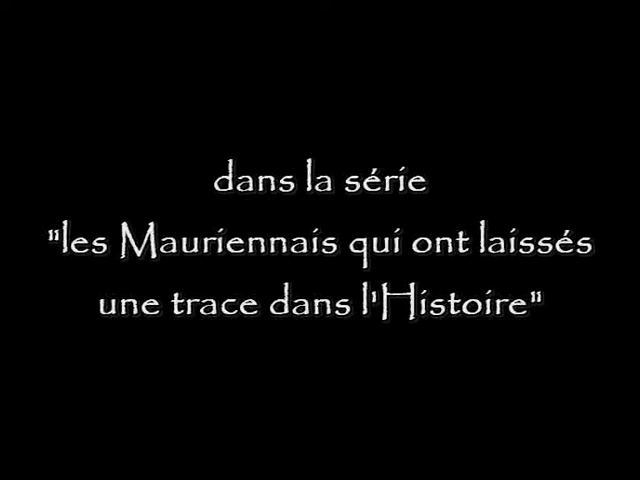 dans la série
"les Mauriennais qui ont laissés
une trace dans l'Histoire"